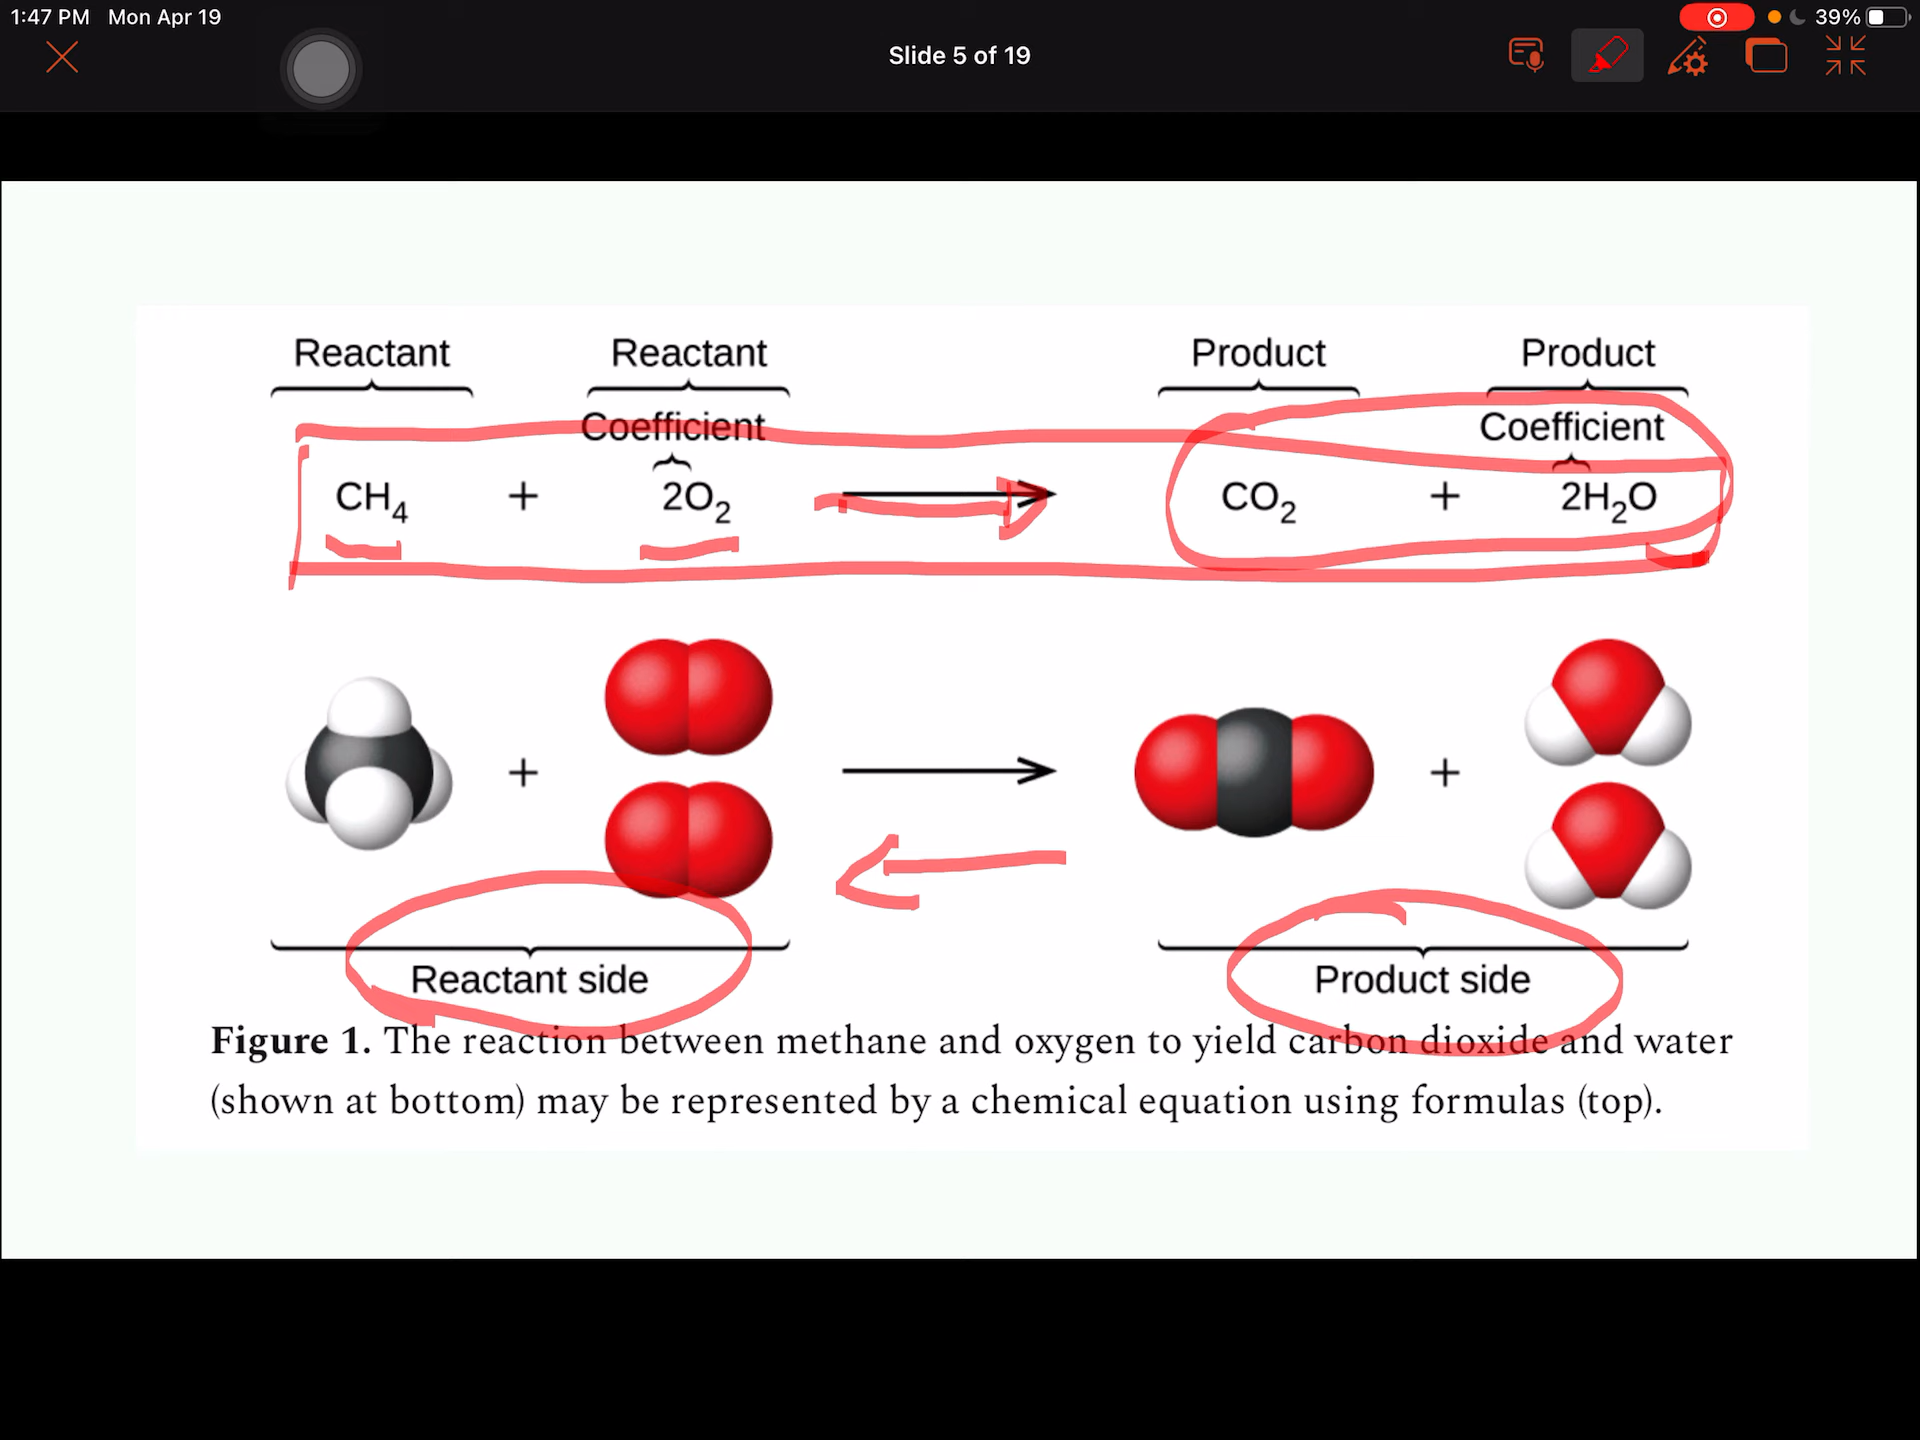 1:47 PM Mon Apr 19
39%
Slide 5 of 19
Reactant Reactant Product Product
Coefficient Coefficient
CH₄ + 2O₂ → CO₂ + 2H₂O
+ → +
Reactant side Product side
Figure 1. The reaction between methane and oxygen to yield carbon dioxide and water
(shown at bottom) may be represented by a chemical equation using formulas (top).